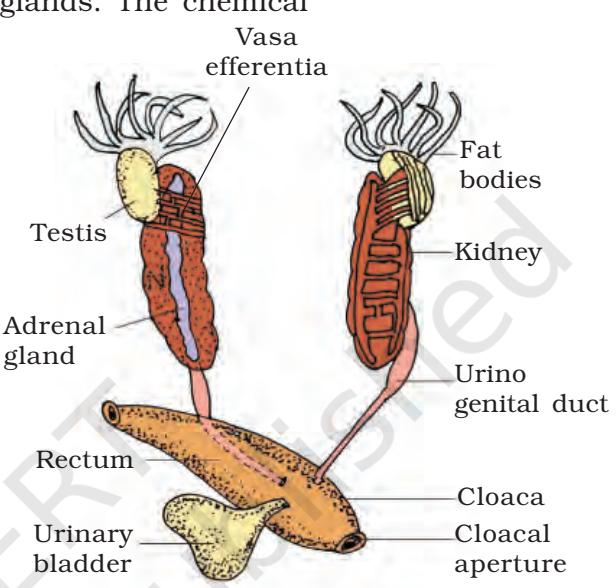 glands. The chemical
Vasa
efferentia
Fat
bodies
Testis
Kidney
Adrenal
gland
Urino
genital duct
Rectum
Cloaca
Urinary
bladder
Cloacal
aperture